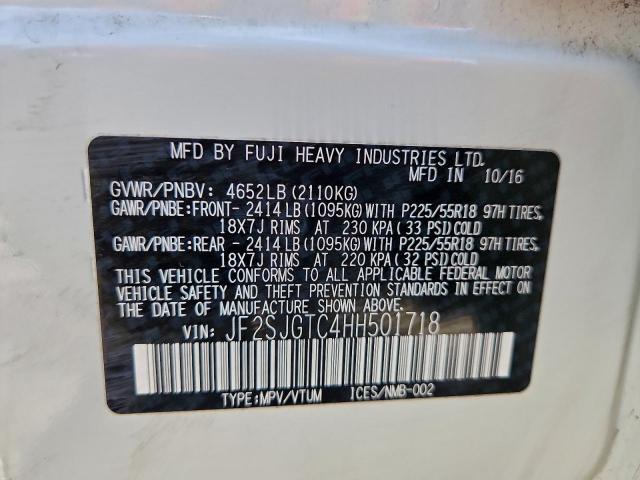 MFD BY FUJI HEAVY INDUSTRIES LTD.
MFD IN 10/16
GVWR/PNBV: 4652LB (2110KG)
GAWR/PNBE:FRONT- 2414LB (1095KG) WITH P225/55R18 97H TIRES,
18X7J RIMS AT 230 KPA (33 PSI) COLD
GAWR/PNBE:REAR - 2414LB (1095KG) WITH P225/55R18 97H TIRES,
18X7J RIMS AT 220 KPA (32 PSI) COLD
THIS VEHICLE CONFORMS TO ALL APPLICABLE FEDERAL MOTOR
VEHICLE SAFETY AND THEFT PREVENTION STANDARDS IN EFFECT
ON THE DATE OF MANUFACTURE SHOWN ABOVE.
VIN: JF2SJGTC4HH501718
TYPE:MPV/VTUM ICES/NMB-002